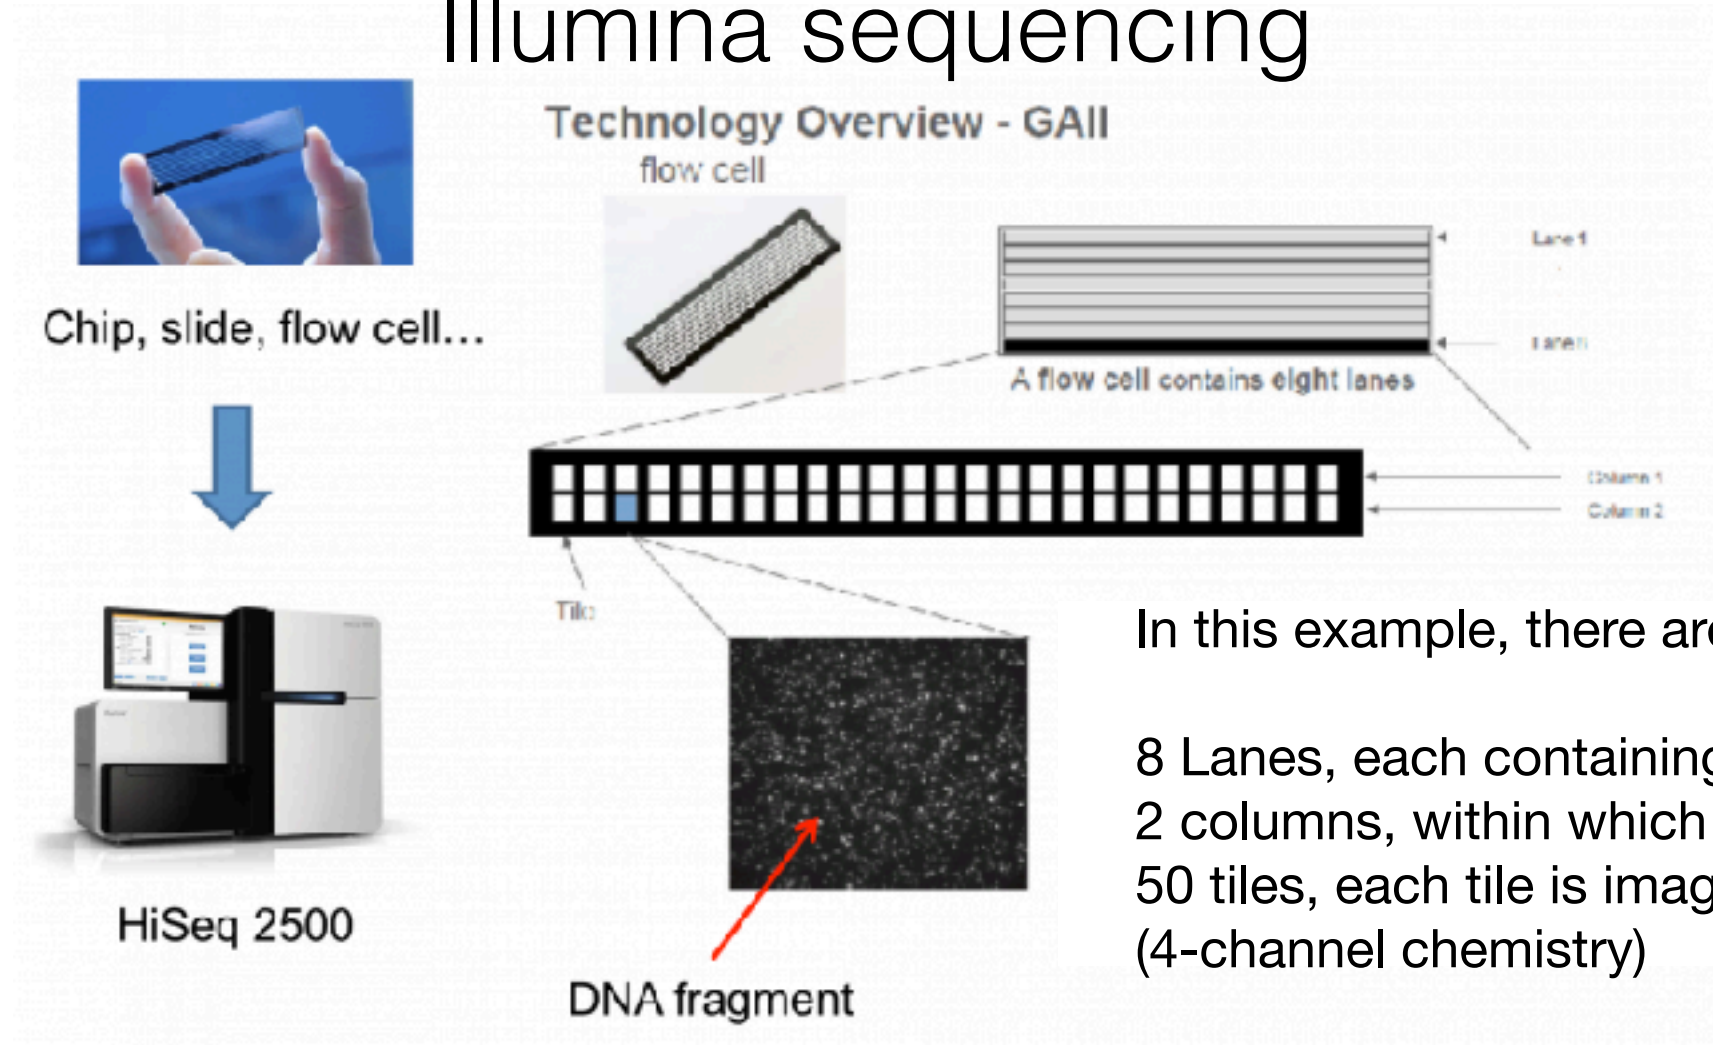 Illumina sequencing
Technology Overview - GAII
flow cell
Lane 1
Chip, slide, flow cell...
A flow cell contains eight lanes
Column 1
Column 2
Tile
In this example, there are
8 Lanes, each containing
2 columns, within which
50 tiles, each tile is imag
(4-channel chemistry)
HiSeq 2500
DNA fragment